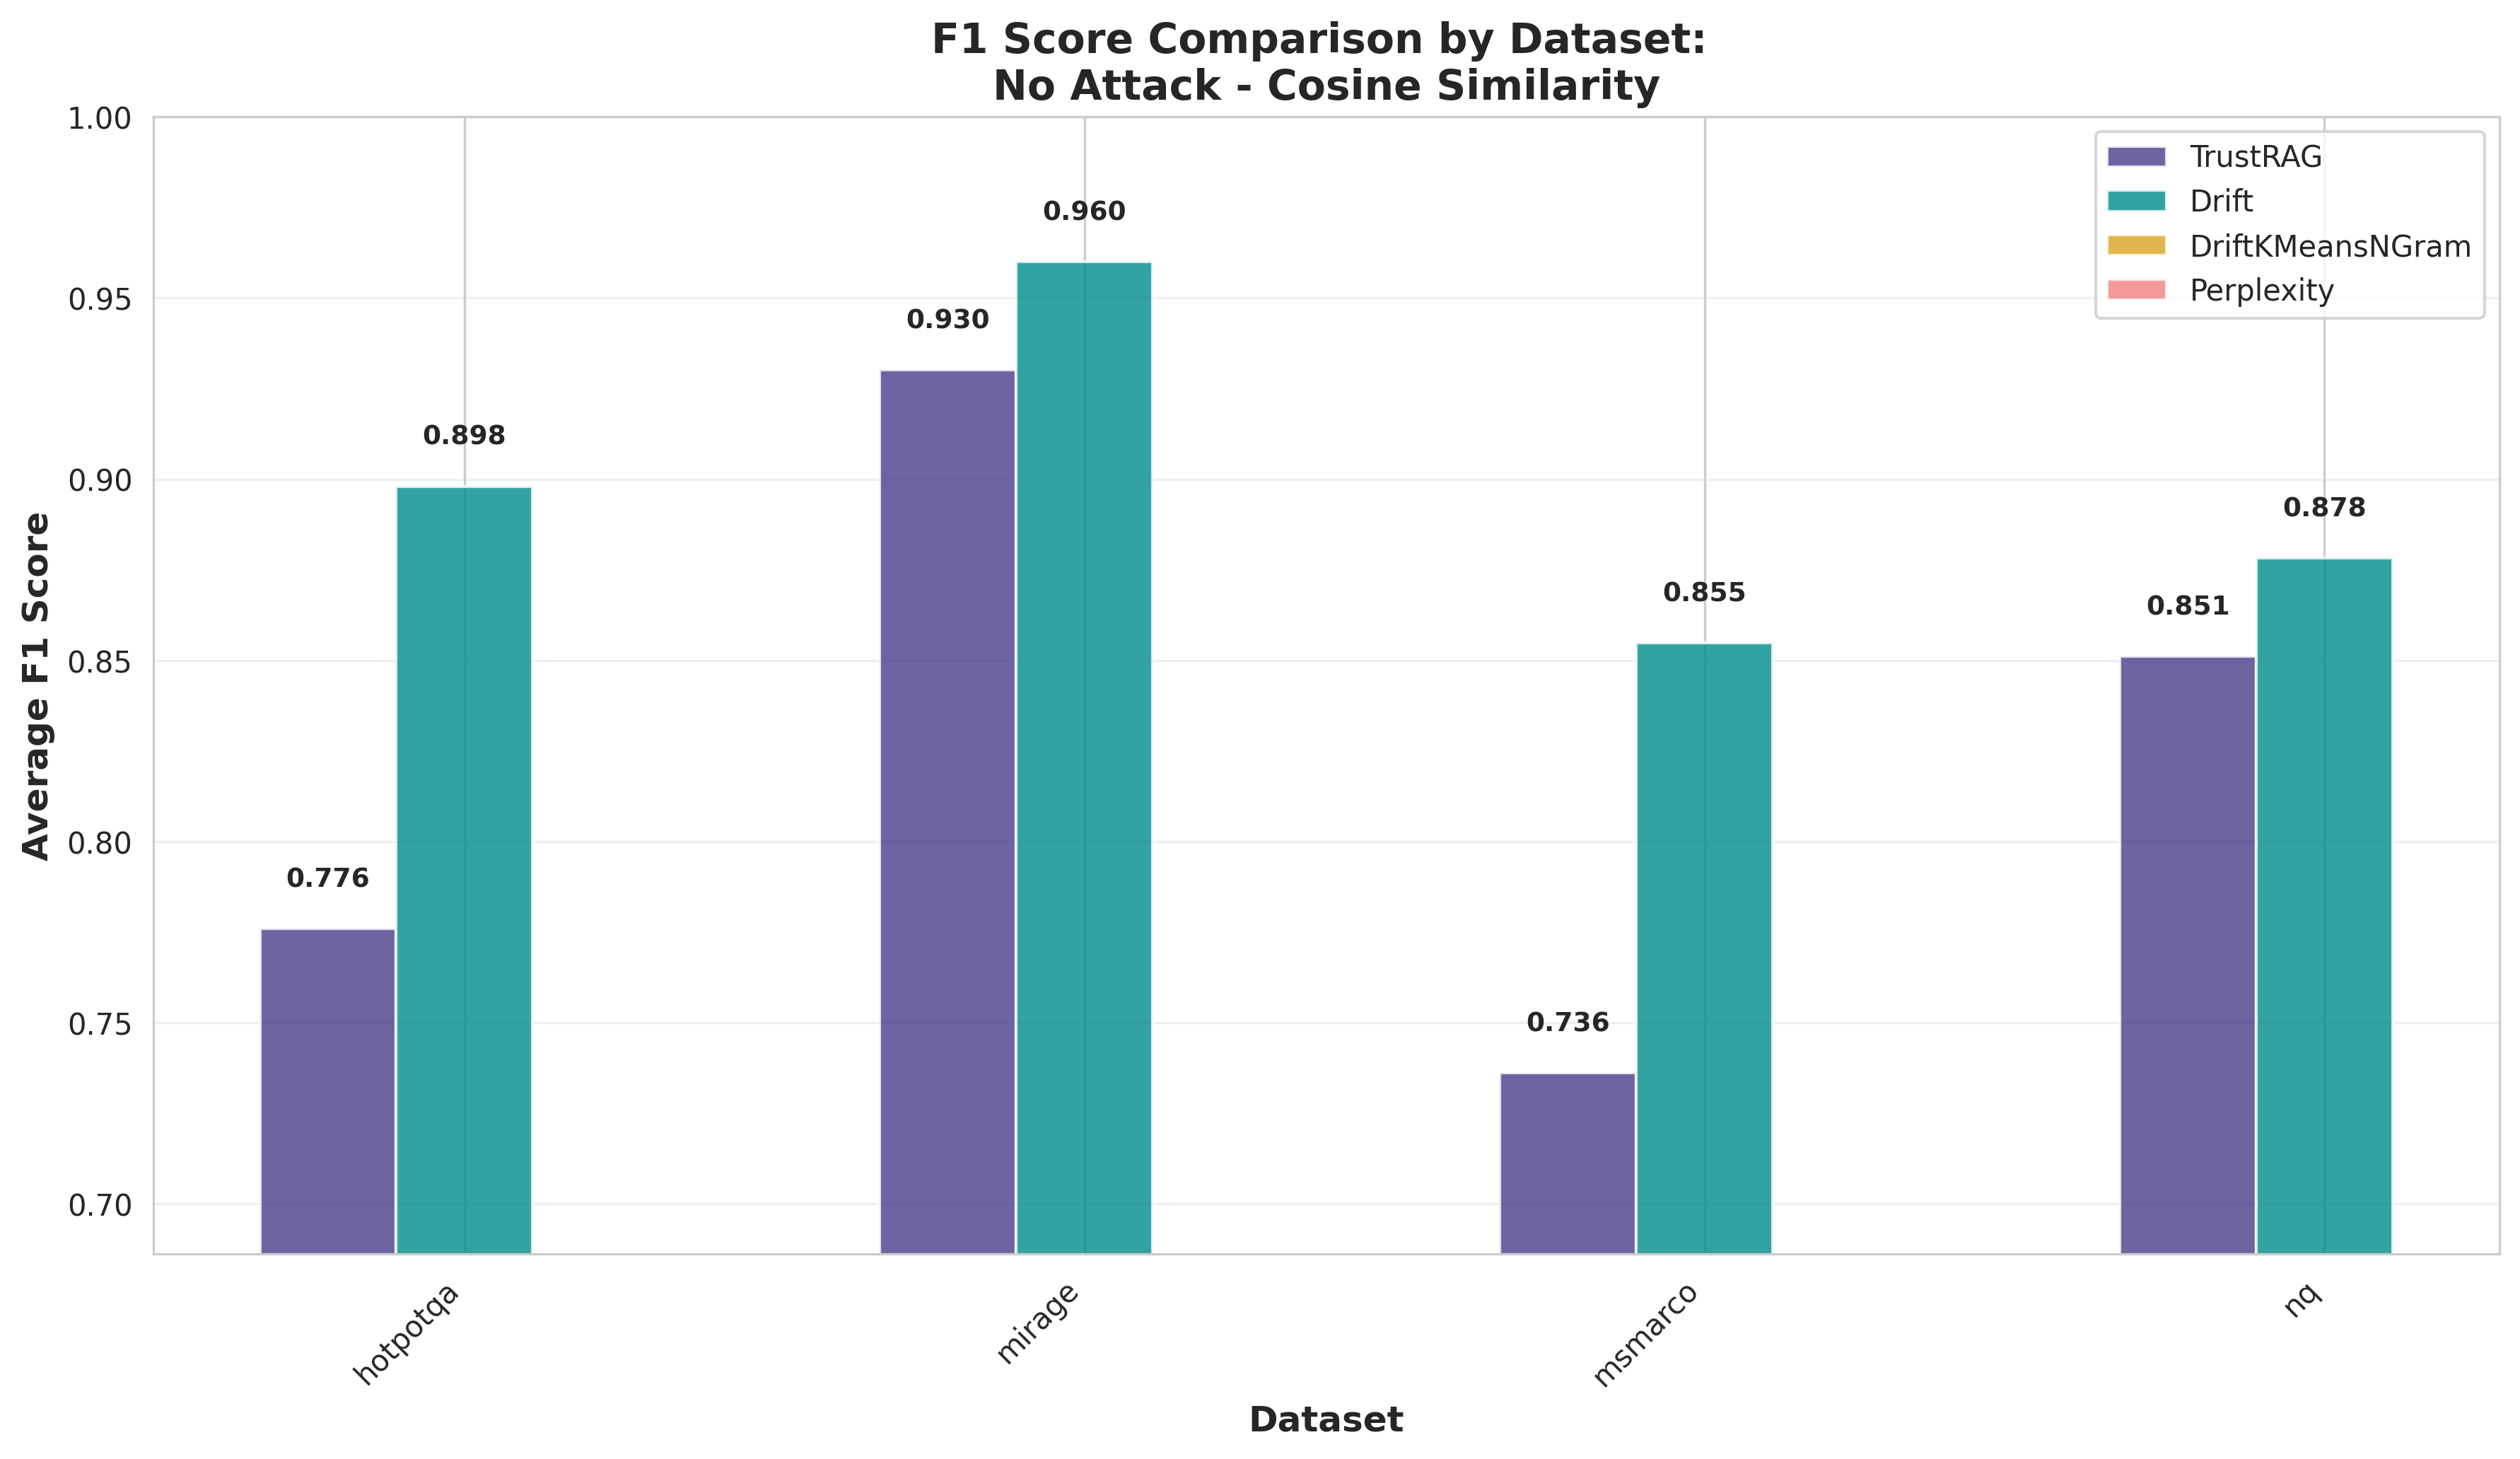 F1 Score Comparison by Dataset:
No Attack - Cosine Similarity
Average F1 Score
1.00
0.95
0.90
0.85
0.80
0.75
0.70
TrustRAG
Drift
DriftKMeansNGram
Perplexity
0.776
0.898
0.930
0.960
0.736
0.855
0.851
0.878
hotpotqa
mirage
msmarco
nq
Dataset